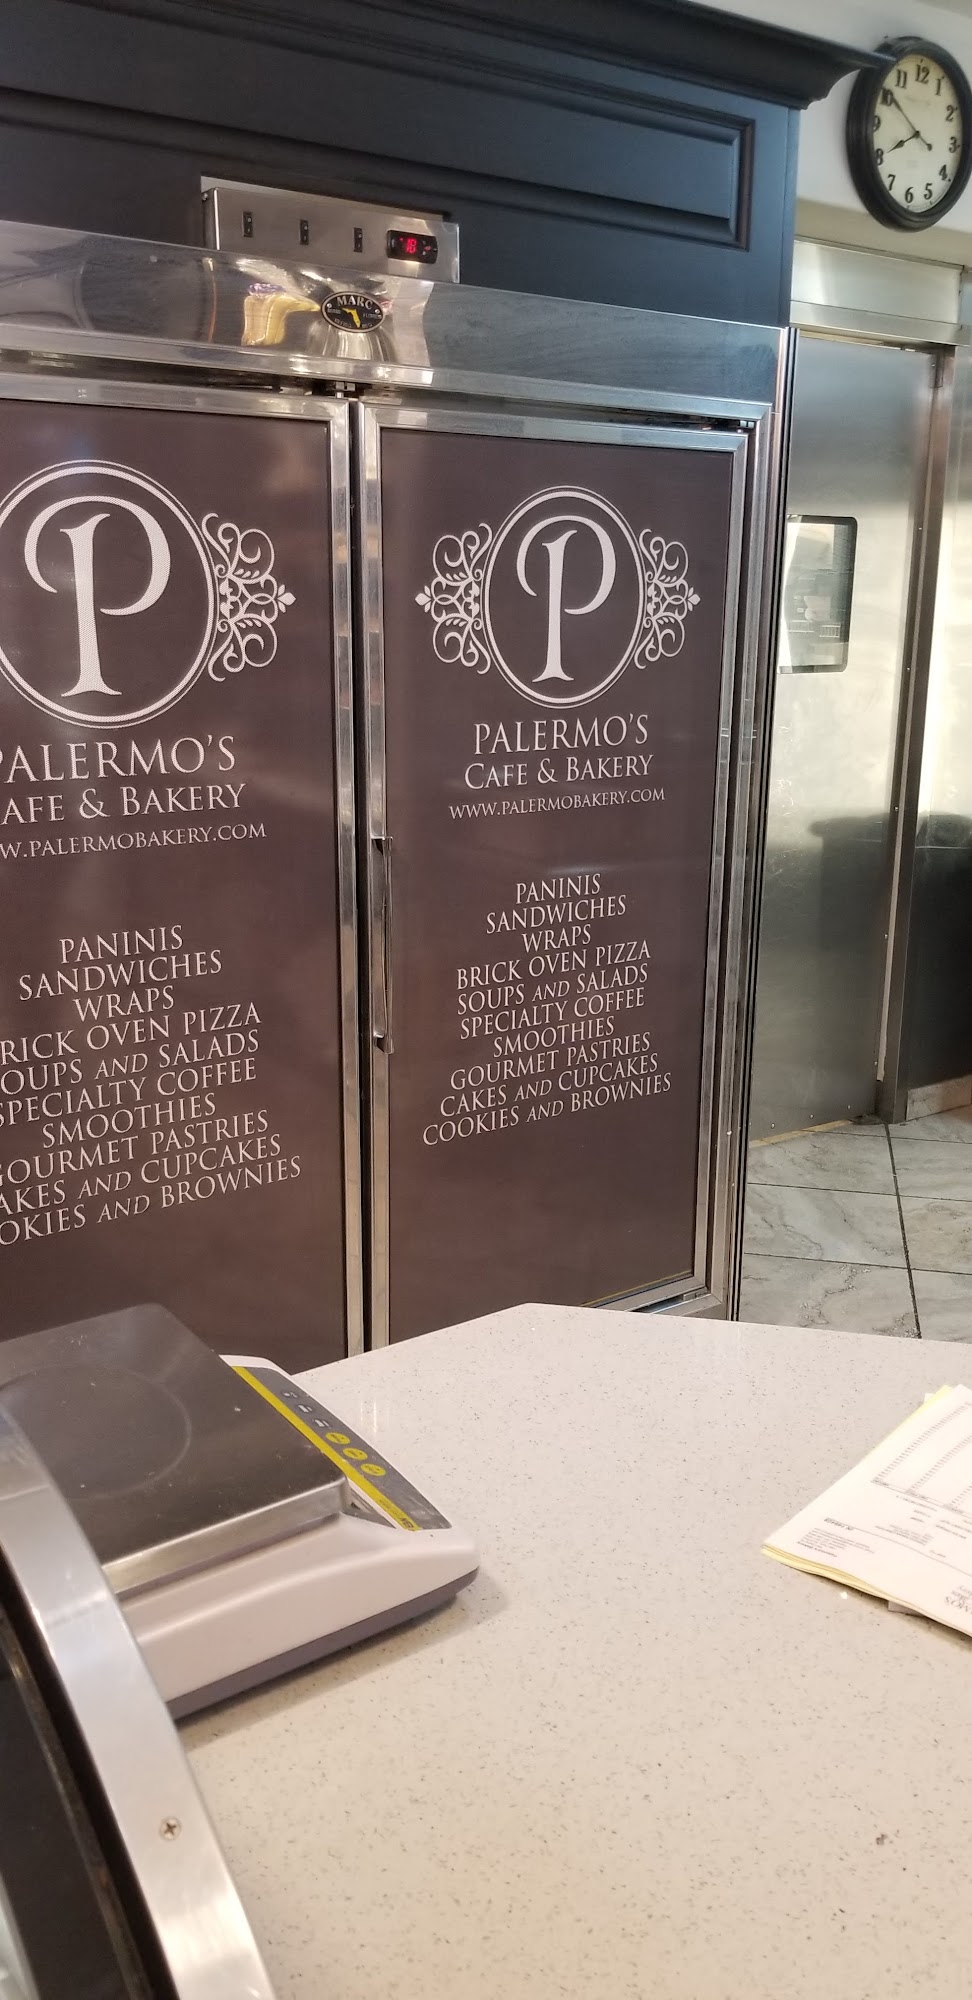 11 12 1
10 2
9 3
8 4
7 6 5
18
MARC
P
PALERMO'S
AFE & BAKERY
W.PALERMOBAKERY.COM
PANINIS
SANDWICHES
WRAPS
RICK OVEN PIZZA
OUPS AND SALADS
SPECIALTY COFFEE
SMOOTHIES
GOURMET PASTRIES
AKES AND CUPCAKES
OKIES AND BROWNIES
P
PALERMO'S
CAFE & BAKERY
WWW.PALERMOBAKERY.COM
PANINIS
SANDWICHES
WRAPS
BRICK OVEN PIZZA
SOUPS AND SALADS
SPECIALTY COFFEE
SMOOTHIES
GOURMET PASTRIES
CAKES AND CUPCAKES
COOKIES AND BROWNIES